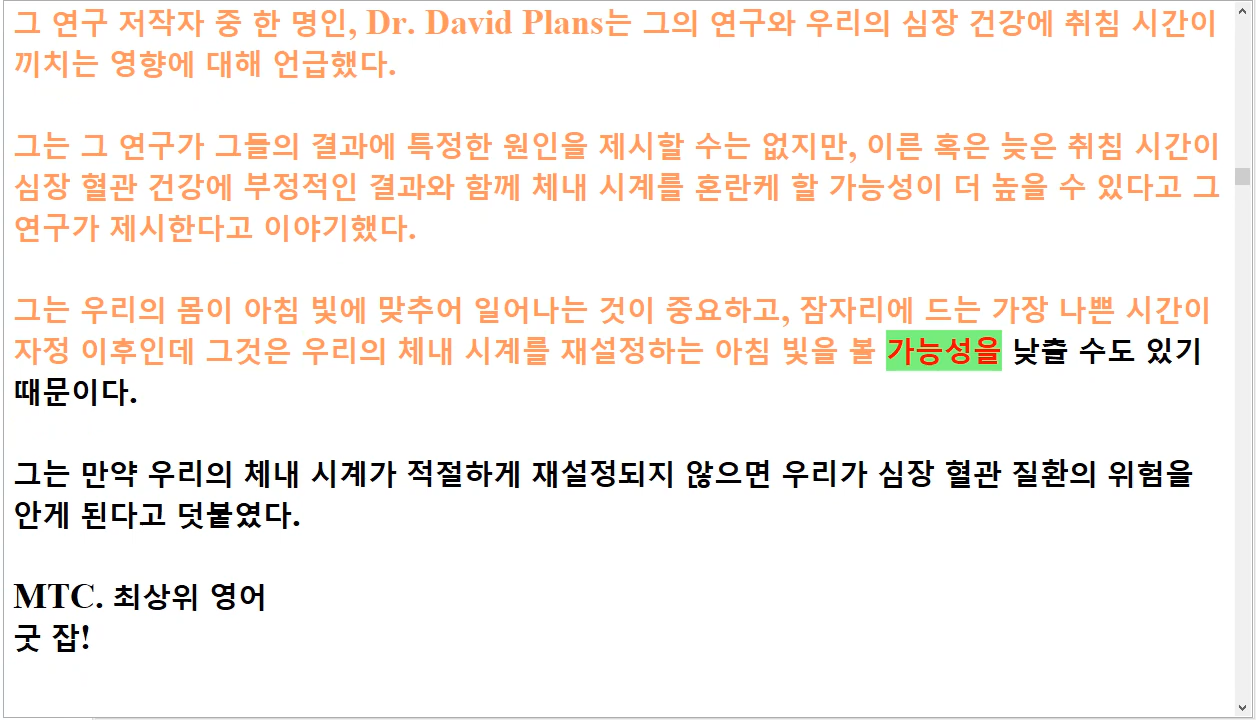 그 연구 저작자 중 한 명인, Dr. David Plans는 그의 연구와 우리의 심장 건강에 취침 시간이
끼치는 영향에 대해 언급했다.
그는 그 연구가 그들의 결과에 특정한 원인을 제시할 수는 없지만, 이른 혹은 늦은 취침 시간이
심장 혈관 건강에 부정적인 결과와 함께 체내 시계를 혼란케 할 가능성이 더 높을 수 있다고 그
연구가 제시한다고 이야기했다.
그는 우리의 몸이 아침 빛에 맞추어 일어나는 것이 중요하고, 잠자리에 드는 가장 나쁜 시간이
자정 이후인데 그것은 우리의 체내 시계를 재설정하는 아침 빛을 볼 가능성을 낮츨 수도 있기
때문이다.
그는 만약 우리의 체내 시계가 적절하게 재설정되지 않으면 우리가 심장 혈관 질환의 위험을
안게 된다고 덧붙였다.
MTC. 최상위 영어
굿 잡!